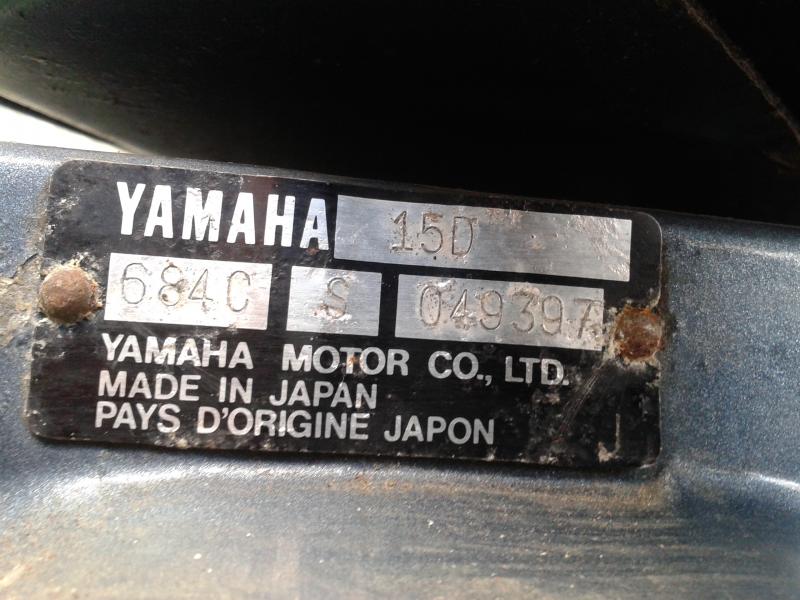 YAMAHA 15D
684C S 049397
YAMAHA MOTOR CO., LTD.
MADE IN JAPAN
PAYS D'ORIGINE JAPON J